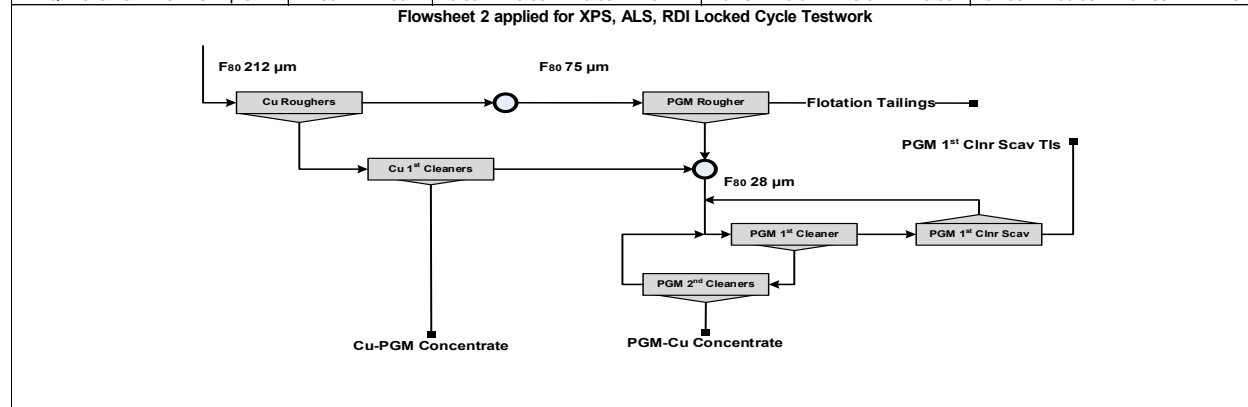 Flowsheet 2 applied for XPS, ALS, RDI Locked Cycle Testwork
F80 212 µm
F80 75 µm
Cu Roughers
PGM Rougher
Flotation Tailings
PGM 1st Clnr Scav Tls
Cu 1st Cleaners
F80 28 µm
PGM 1st Cleaner
PGM 1st Clnr Scav
PGM 2nd Cleaners
Cu-PGM Concentrate
PGM-Cu Concentrate